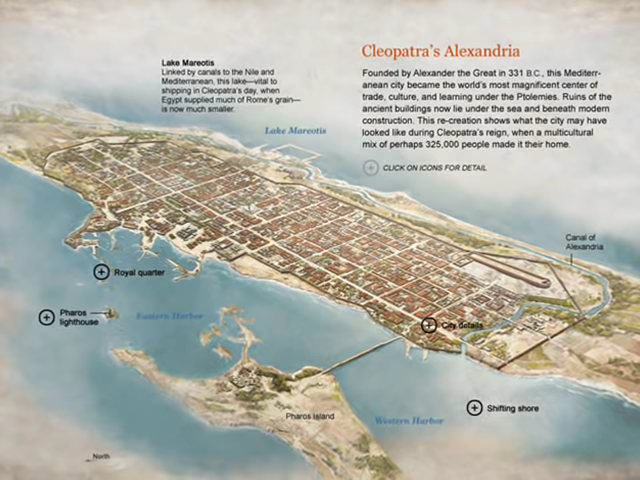 Cleopatra's Alexandria
Founded by Alexander the Great in 331 B.C., this Mediterr-
anean city became the world's most magnificent center of
trade, culture, and learning under the Ptolemies. Ruins of the
ancient buildings now lie under the sea and beneath modern
construction. This re-creation shows what the city may have
looked like during Cleopatra's reign, when a multicultural
mix of perhaps 325,000 people made it their home.
CLICK ON ICONS FOR DETAIL
Lake Mareotis
Linked by canals to the Nile and
Mediterranean, this lake—vital to
shipping in Cleopatra's day, when
Egypt supplied much of Rome's grain—
is now much smaller.
Lake Mareotis
Canal of
Alexandria
Royal quarter
Pharos
lighthouse
Eastern Harbor
City details
Shifting shore
Pharos island
Western Harbor
North